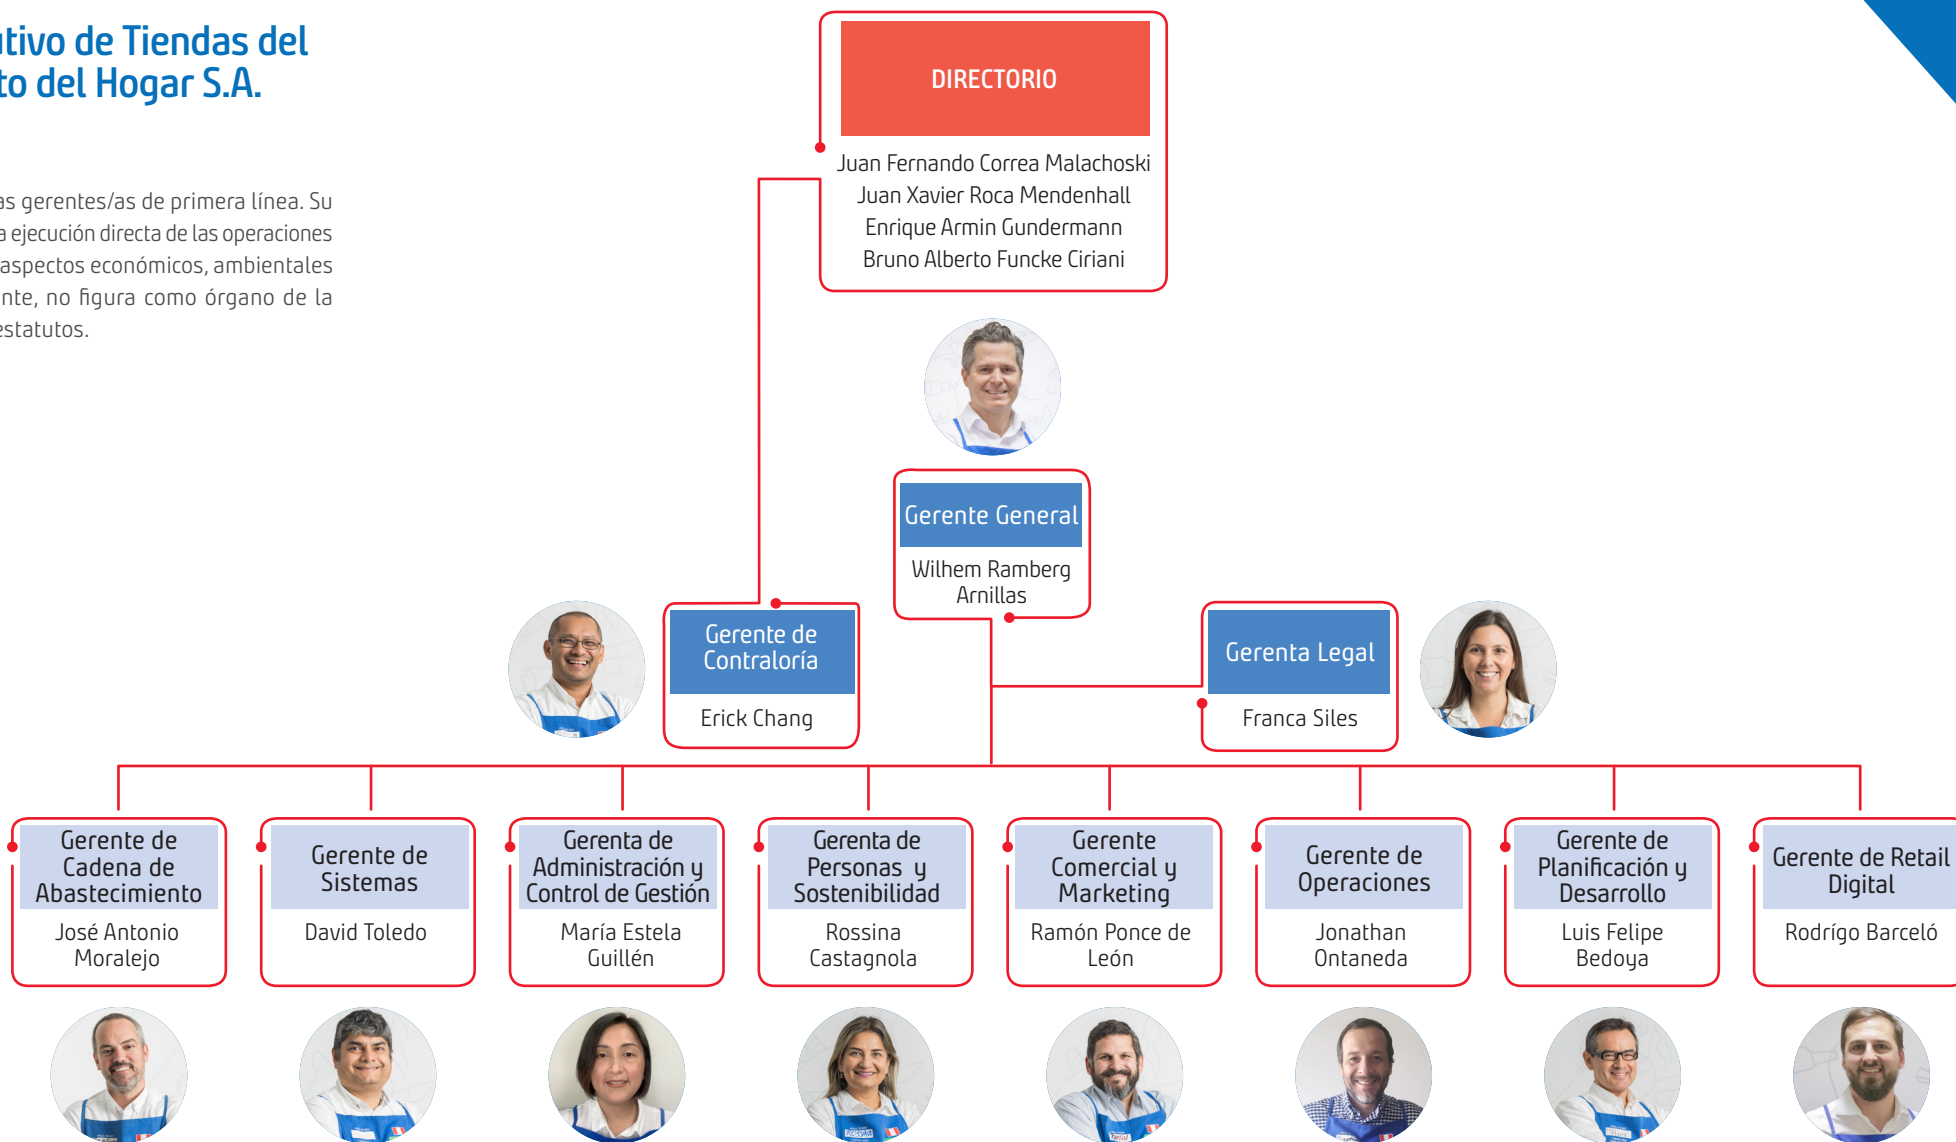 utivo de Tiendas del
to del Hogar S.A.
as gerentes/as de primera línea. Su
a ejecución directa de las operaciones
aspectos económicos, ambientales
nte, no figura como órgano de la
estatutos.
DIRECTORIO
Juan Fernando Correa Malachoski
Juan Xavier Roca Mendenhall
Enrique Armin Gundermann
Bruno Alberto Funcke Ciriani
Gerente General
Wilhem Ramberg
Arnillas
Gerente de
Contraloría
Erick Chang
Gerenta Legal
Franca Siles
Gerente de
Cadena de
Abastecimiento
José Antonio
Moralejo
Gerente de
Sistemas
David Toledo
Gerenta de
Administración y
Control de Gestión
María Estela
Guillén
Gerenta de
Personas y
Sostenibilidad
Rossina
Castagnola
Gerente
Comercial y
Marketing
Ramón Ponce de
León
Gerente de
Operaciones
Jonathan
Ontaneda
Gerente de
Planificación y
Desarrollo
Luis Felipe
Bedoya
Gerente de Retail
Digital
Rodrígo Barceló